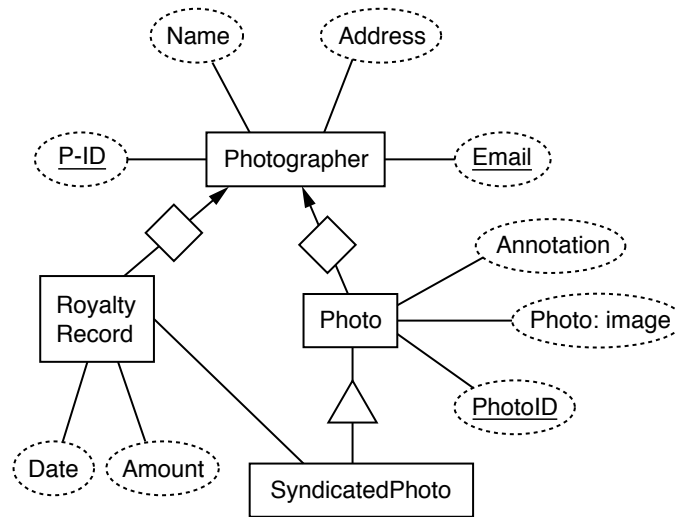 Name
Address
P-ID
Photographer
Email
Annotation
Royalty
Record
Photo
Photo: image
PhotoID
Date
Amount
SyndicatedPhoto